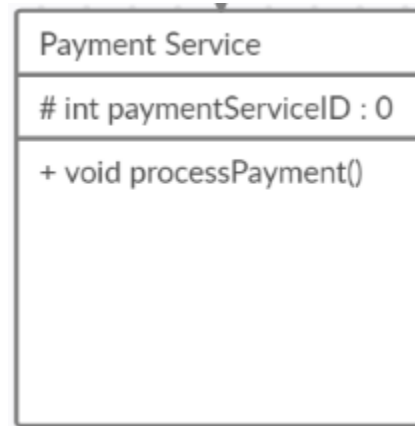 Payment Service
# int paymentServiceID : 0
+ void processPayment()